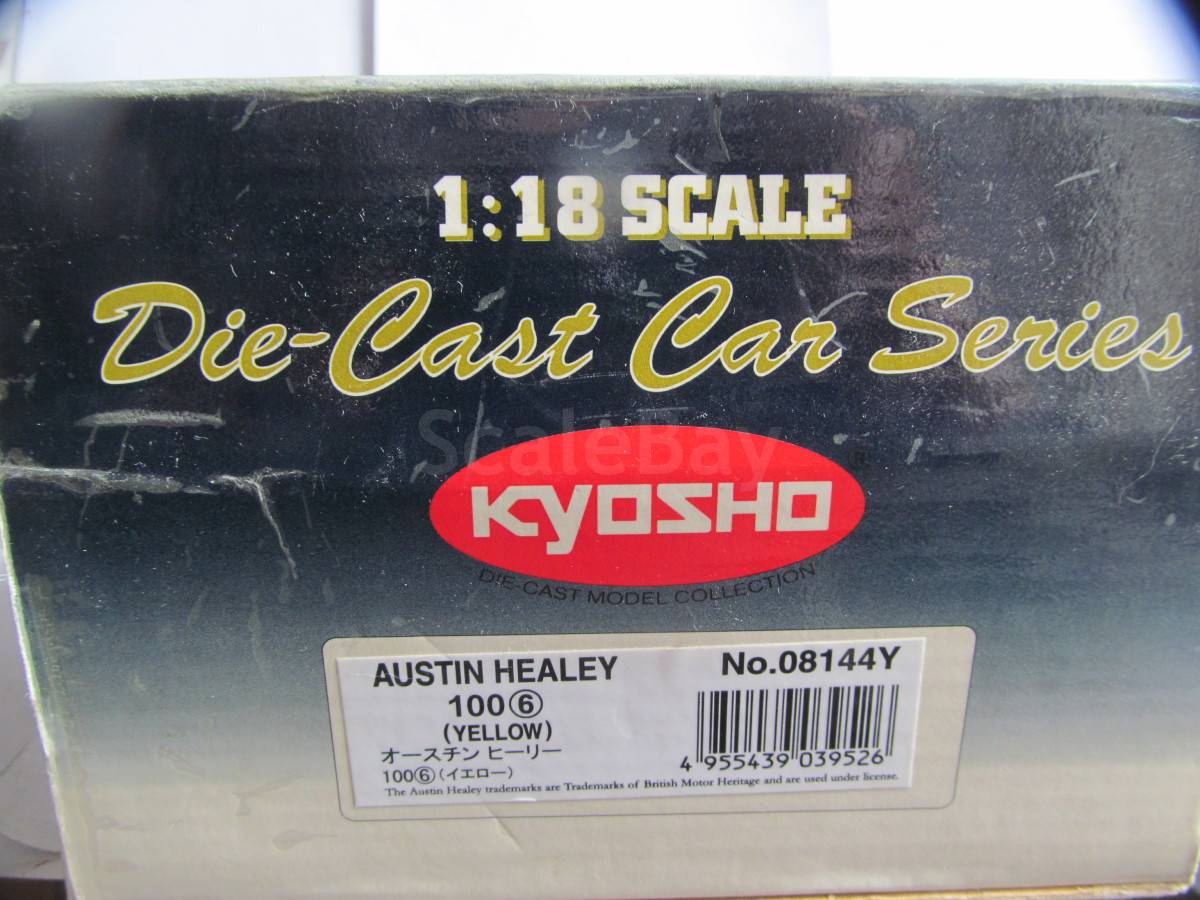 1:18 SCALE
Die-Cast Car Series
ScaleBay
KYOSHO
DIE-CAST MODEL COLLECTION
AUSTIN HEALEY
No.08144Y
100⑥
(YELLOW)
オースチン ヒーリー
100⑥(イエロー)
4 955439 039526
The Austin Healey trademarks are Trademarks of British Motor Heritage and are used under license.